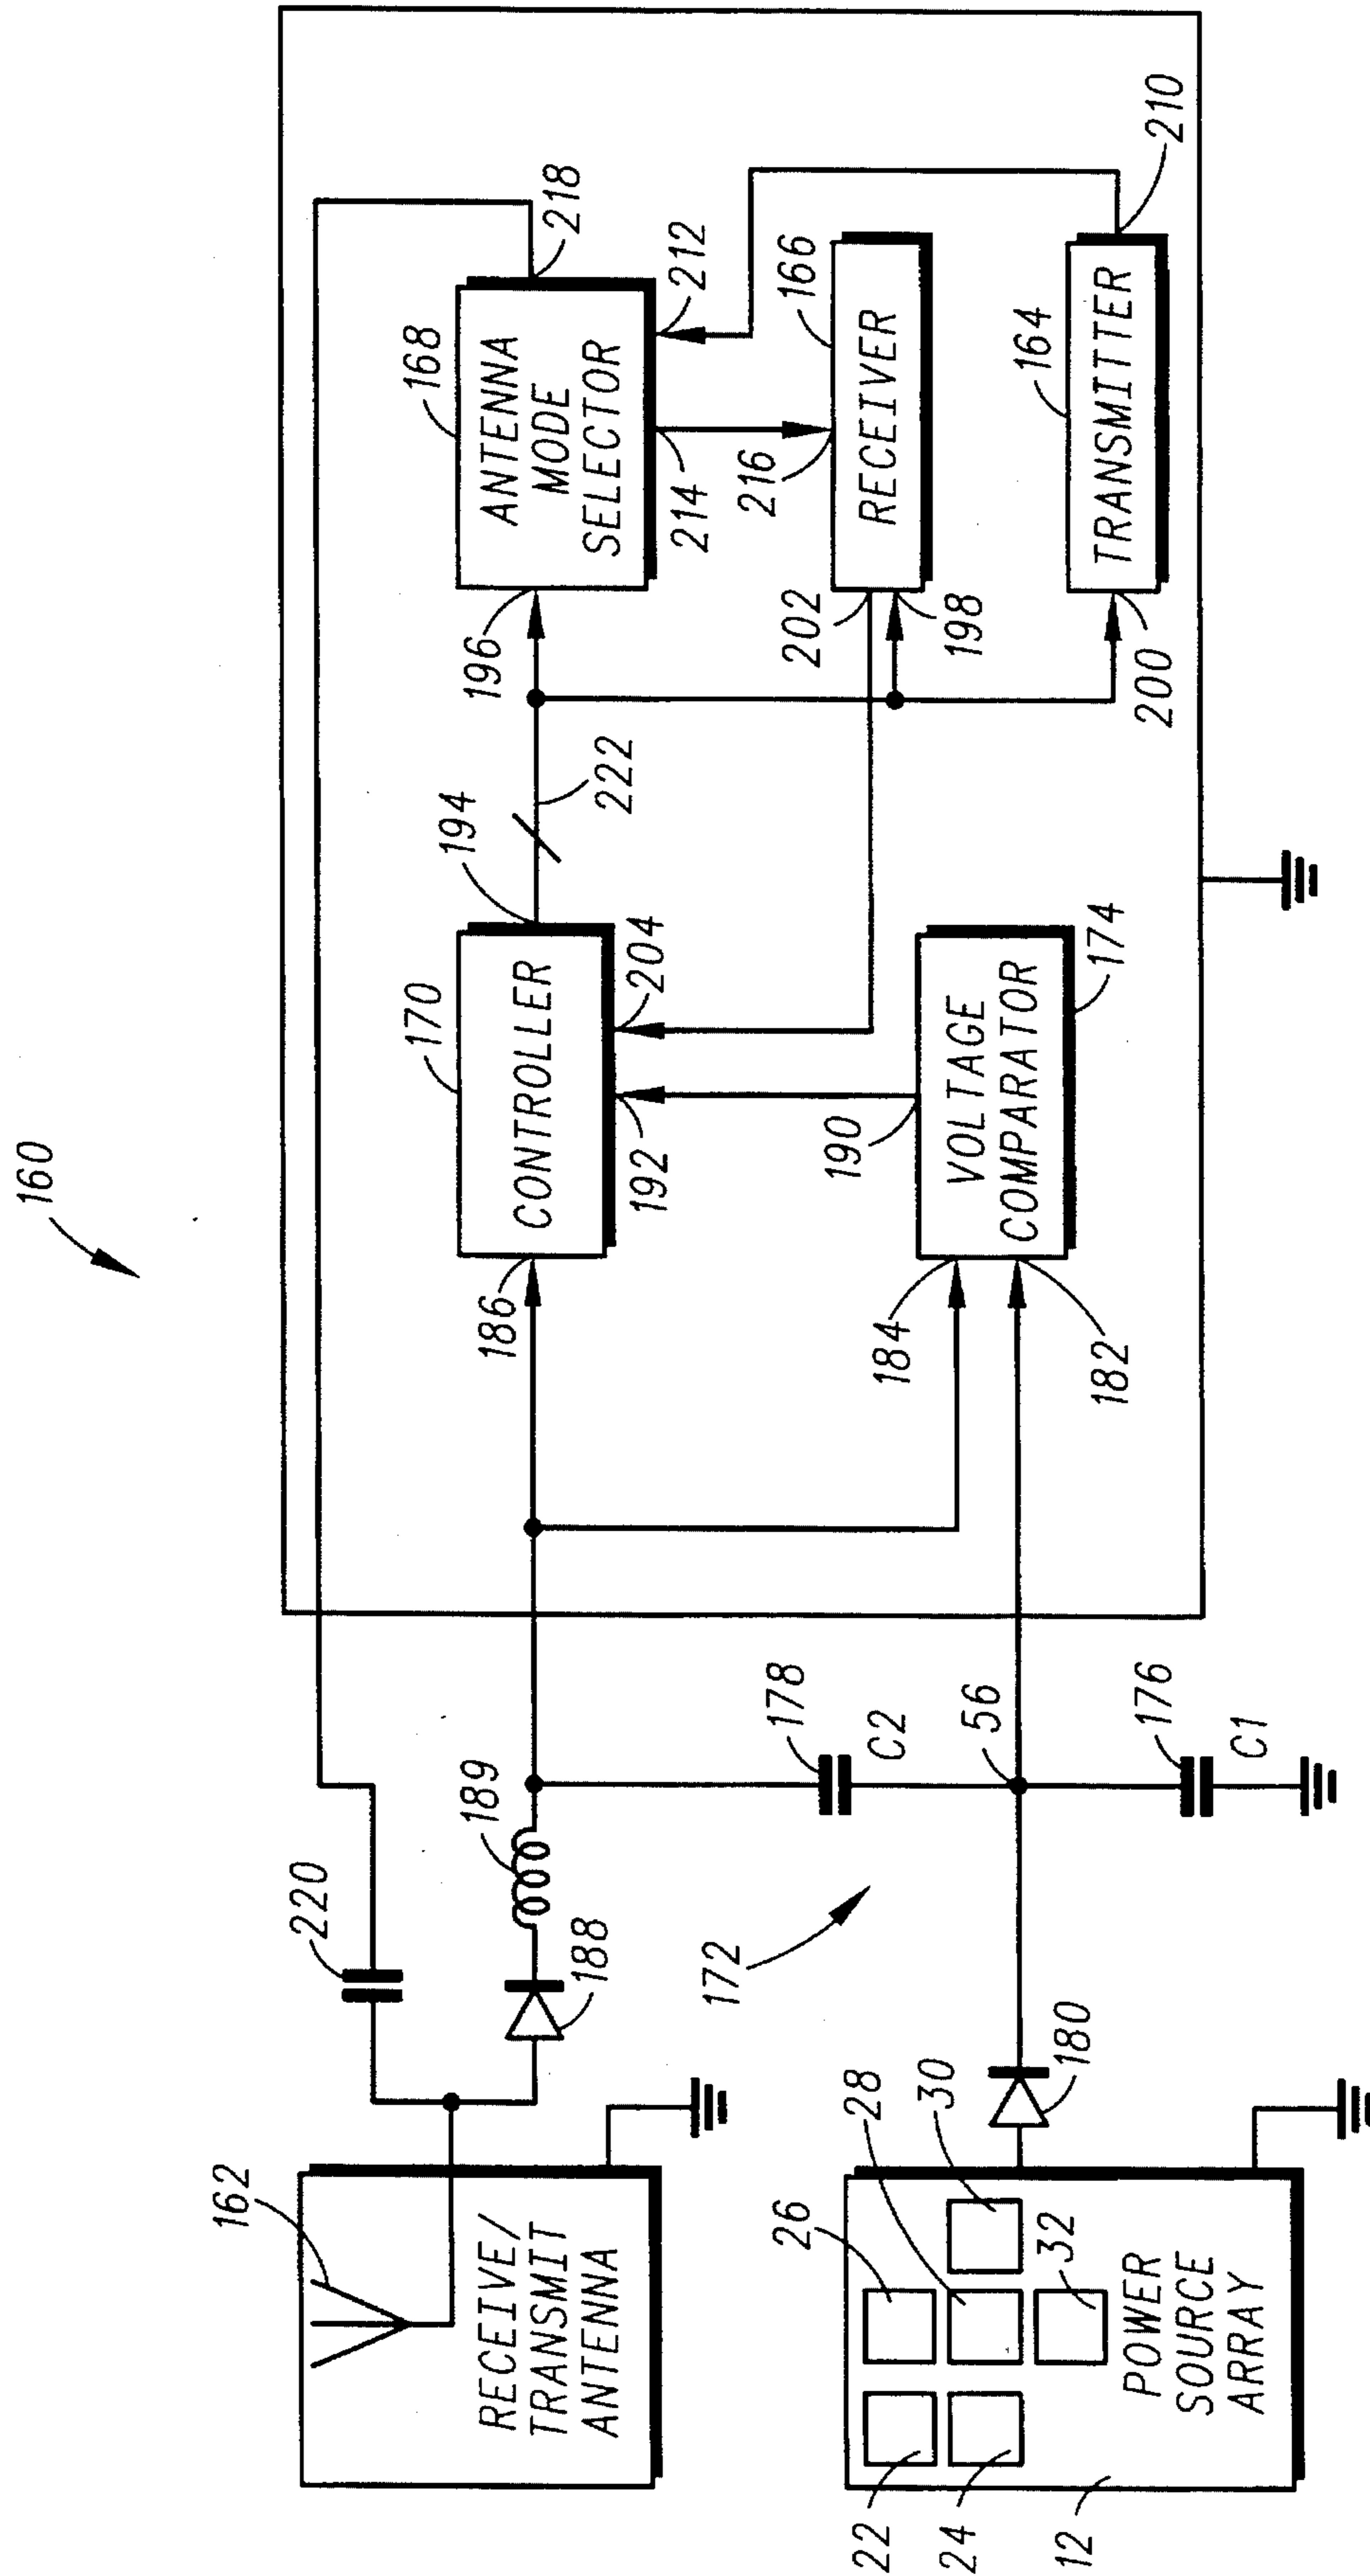 160
162
RECEIVE/
TRANSMIT
ANTENNA
220
188
189
172
178
C2
56
176
C1
26
28
30
180
22
24
32
12
POWER
SOURCE
ARRAY
170
186
CONTROLLER
194
192
204
222
184
182
190
VOLTAGE
COMPARATOR
174
168
196
ANTENNA
MODE
SELECTOR
218
212
214
216
202
198
RECEIVER
166
200
TRANSMITTER
164
210